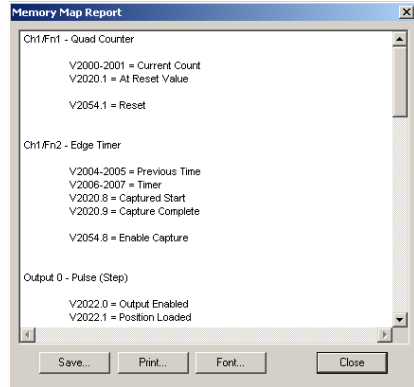 Memory Map Report
Ch1/Fn1 - Quad Counter
V2000-2001 = Current Count
V2020.1 = At Reset Value
V2054.1 = Reset
Ch1/Fn2 - Edge Timer
V2004-2005 = Previous Time
V2006-2007 = Timer
V2020.8 = Captured Start
V2020.9 = Capture Complete
V2054.8 = Enable Capture
Output 0 - Pulse (Step)
V2022.0 = Output Enabled
V2022.1 = Position Loaded
Save... Print... Font... Close